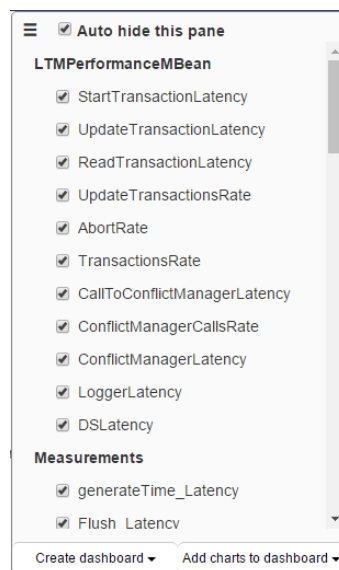 Auto hide this pane
LTMPerformanceMBean
StartTransactionLatency
UpdateTransactionLatency
ReadTransactionLatency
UpdateTransactionsRate
AbortRate
TransactionsRate
CallToConflictManagerLatency
ConflictManagerCallsRate
ConflictManagerLatency
LoggerLatency
DSLatency
Measurements
generateTime_Latency
Flush_Latency
Create dashboard Add charts to dashboard